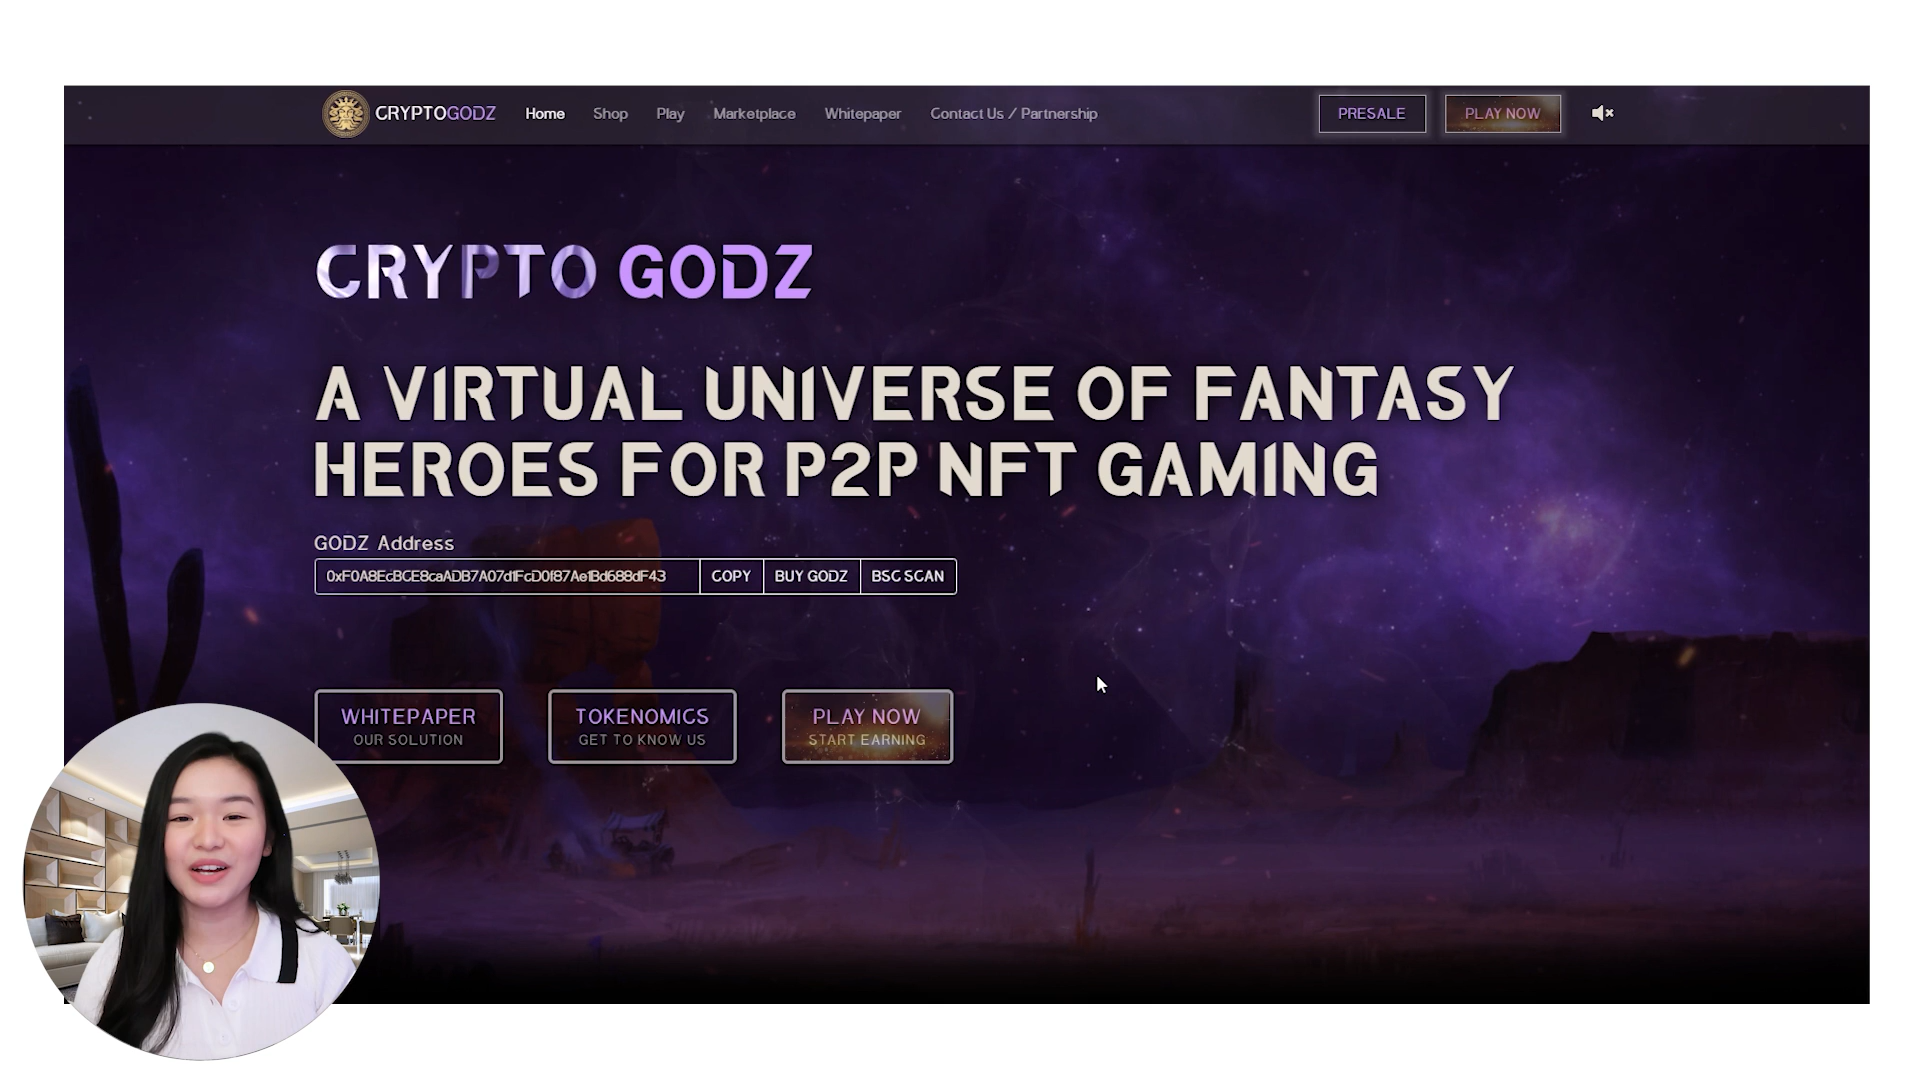 CRYPTOGODZ Home Shop Play Marketplace Whitepaper Contact Us / Partnership PRESALE PLAY NOW
CRYPTO GODZ
A VIRTUAL UNIVERSE OF FANTASY
HEROES FOR P2P NFT GAMING
GODZ Address
0xF0A8EcBCE8caADB7A07d1FcD0f87Ae1Bd688dF43 COPY BUY GODZ BSC SCAN
WHITEPAPER TOKENOMICS PLAY NOW
OUR SOLUTION GET TO KNOW US START EARNING